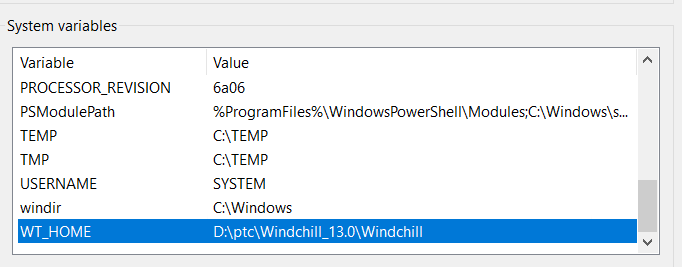 System variables
Variable Value
PROCESSOR_REVISION 6a06
PSModulePath %ProgramFiles%\WindowsPowerShell\Modules;C:\Windows\s...
TEMP C:\TEMP
TMP C:\TEMP
USERNAME SYSTEM
windir C:\Windows
WT_HOME D:\ptc\Windchill_13.0\Windchill